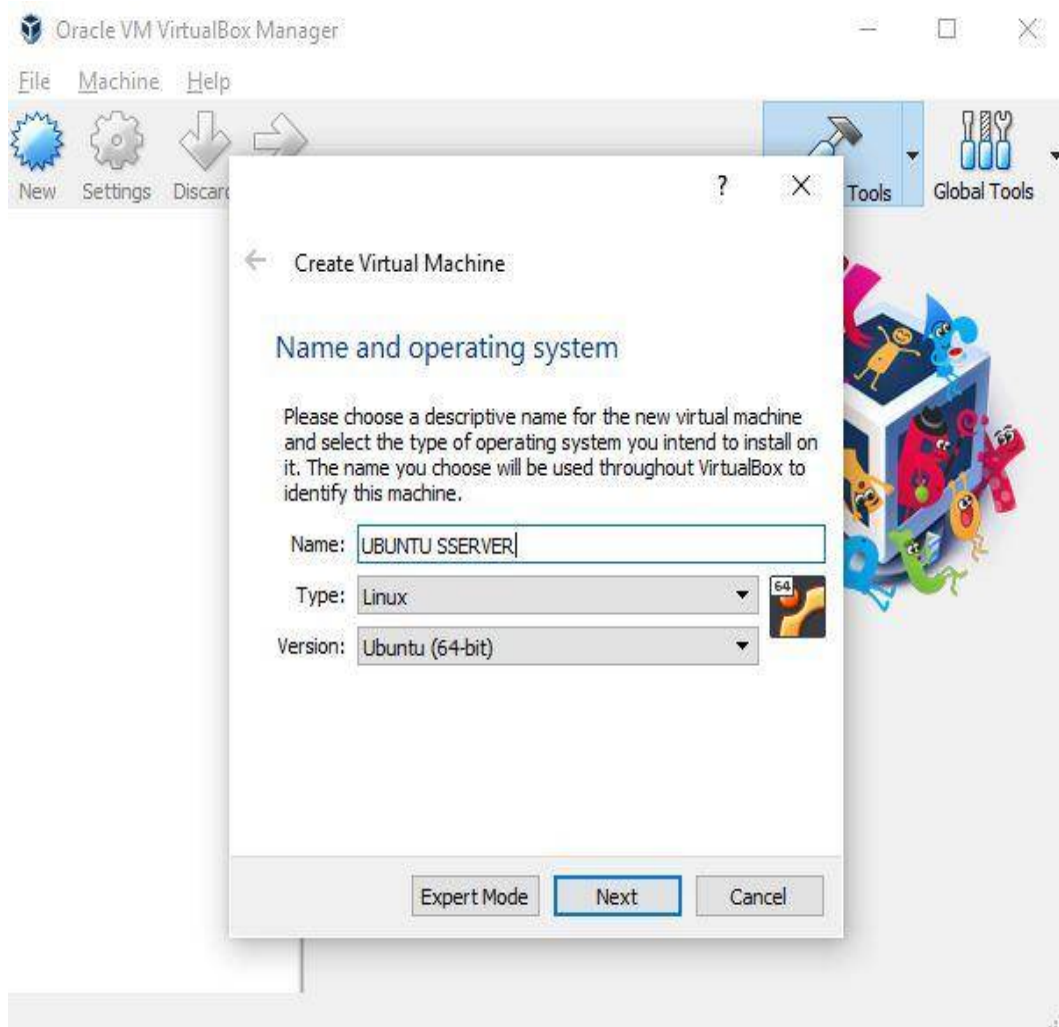 Oracle VM VirtualBox Manager
File Machine Help
New Settings Discard
Tools Global Tools
?
Create Virtual Machine
Name and operating system
Please choose a descriptive name for the new virtual machine
and select the type of operating system you intend to install on
it. The name you choose will be used throughout VirtualBox to
identify this machine.
Name: UBUNTU SSERVER
Type: Linux
64
Version: Ubuntu (64-bit)
Expert Mode Next Cancel